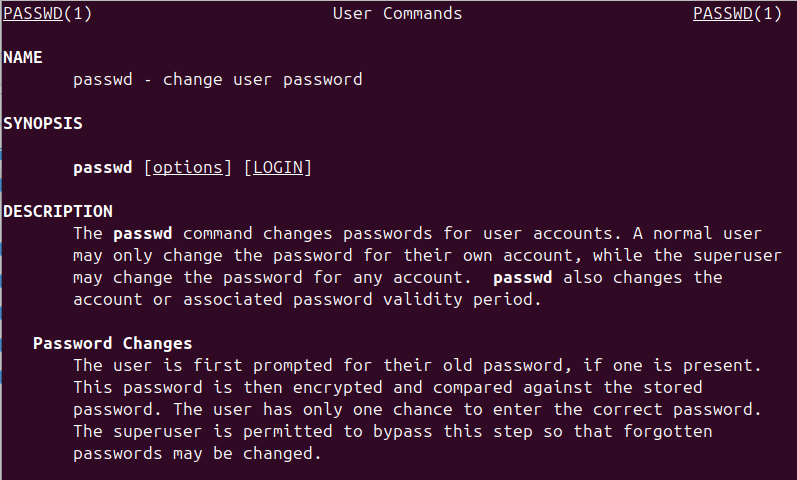 PASSWD(1) User Commands PASSWD(1)
NAME
passwd - change user password
SYNOPSIS
passwd [options] [LOGIN]
DESCRIPTION
The passwd command changes passwords for user accounts. A normal user
may only change the password for their own account, while the superuser
may change the password for any account. passwd also changes the
account or associated password validity period.
Password Changes
The user is first prompted for their old password, if one is present.
This password is then encrypted and compared against the stored
password. The user has only one chance to enter the correct password.
The superuser is permitted to bypass this step so that forgotten
passwords may be changed.